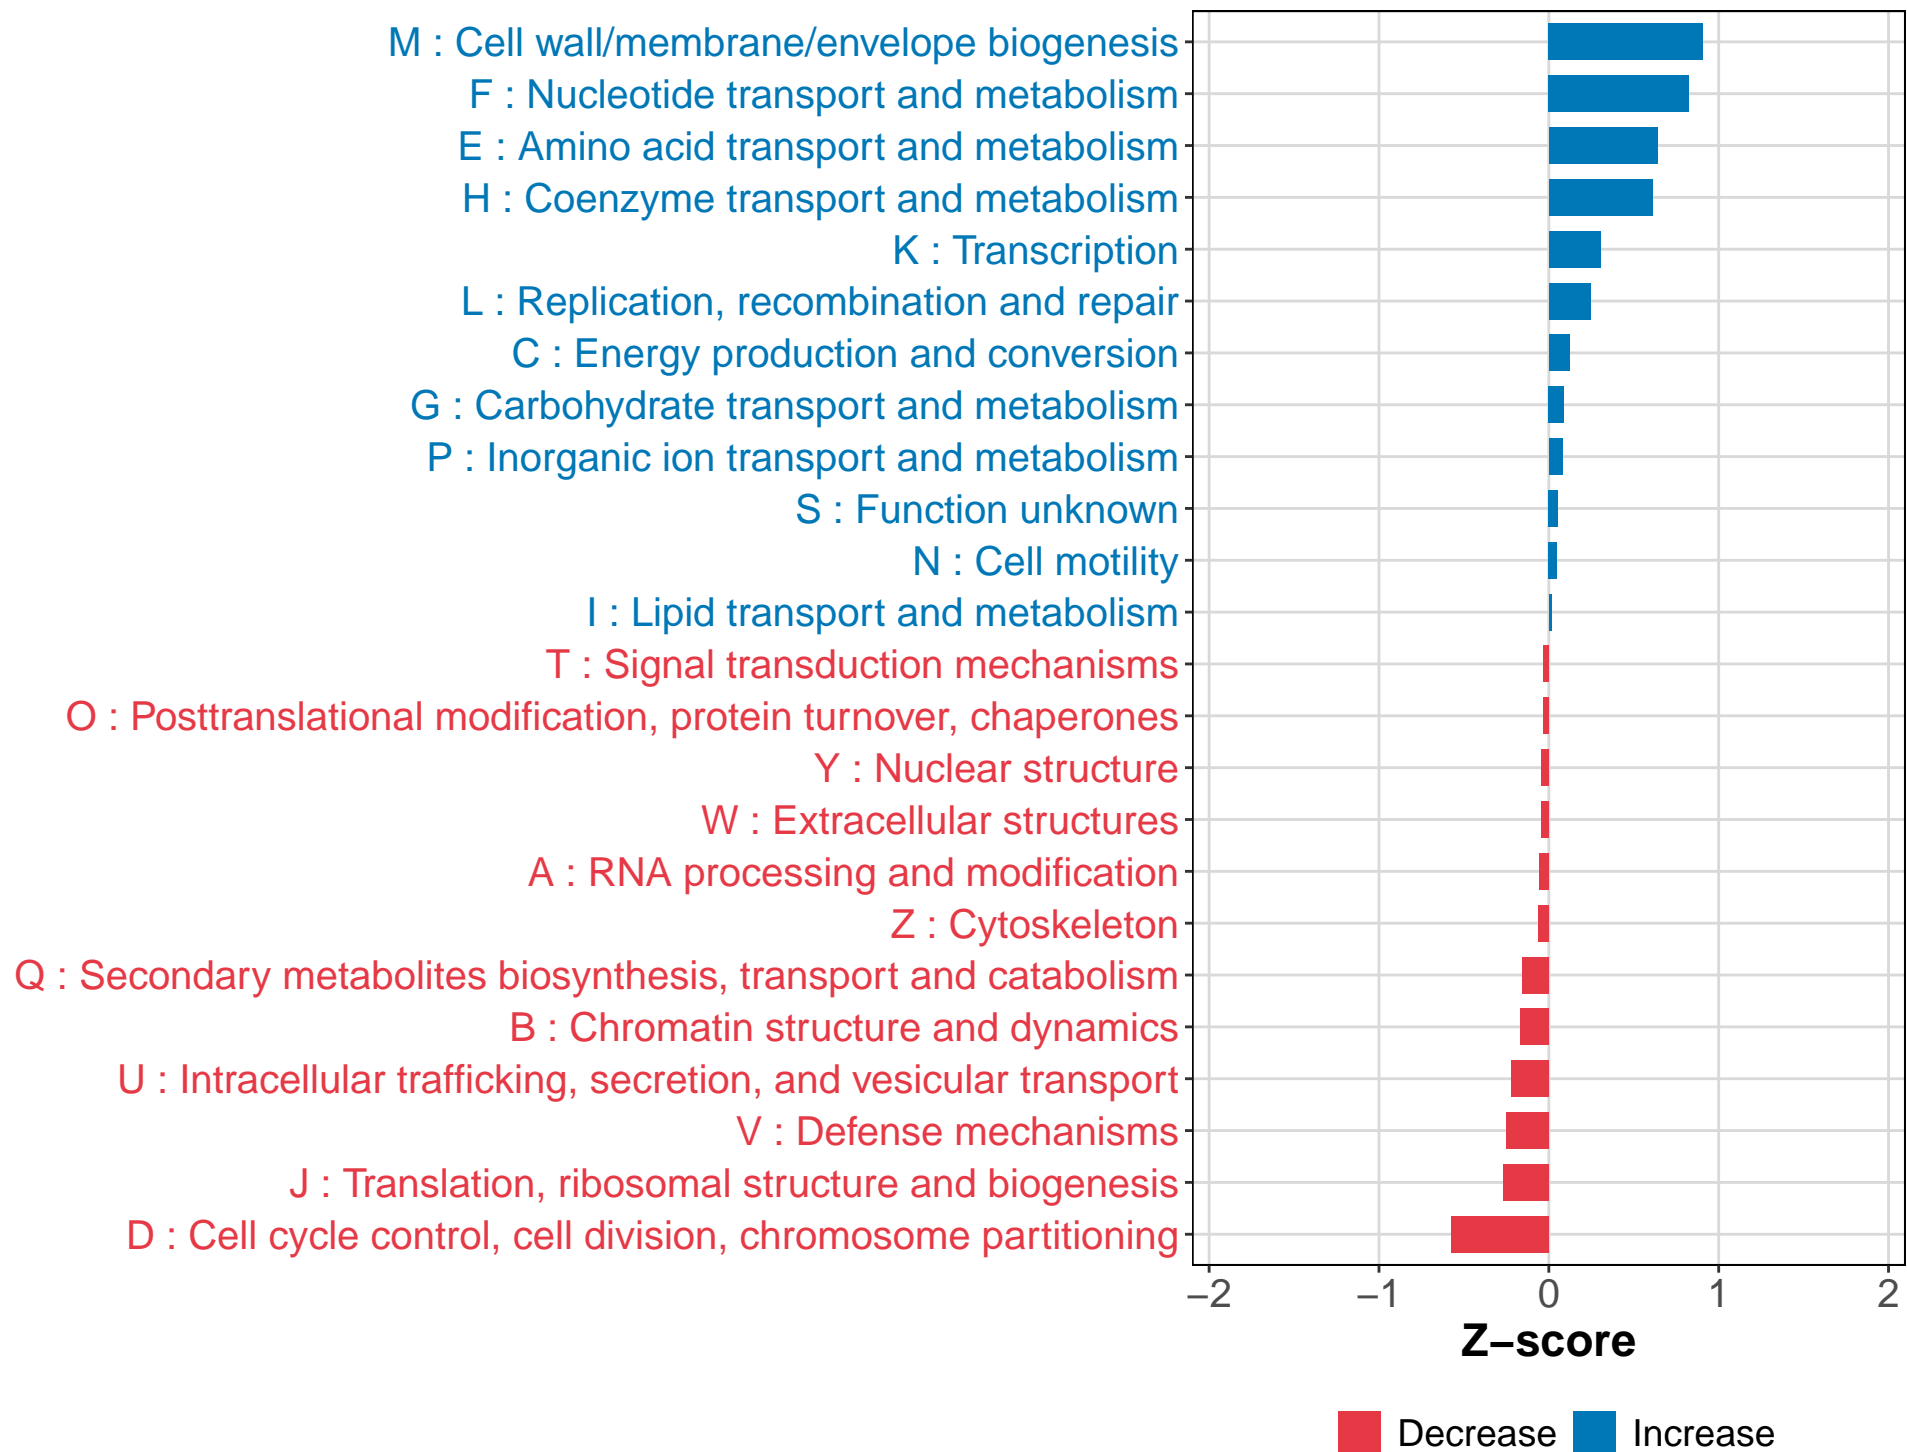 M : Cell wall/membrane/envelope biogenesis
F : Nucleotide transport and metabolism
E : Amino acid transport and metabolism
H : Coenzyme transport and metabolism
K : Transcription
L : Replication, recombination and repair
C : Energy production and conversion
G : Carbohydrate transport and metabolism
P : Inorganic ion transport and metabolism
S : Function unknown
N : Cell motility
I : Lipid transport and metabolism
T : Signal transduction mechanisms
O : Posttranslational modification, protein turnover, chaperones
Y : Nuclear structure
W : Extracellular structures
A : RNA processing and modification
Z : Cytoskeleton
Q : Secondary metabolites biosynthesis, transport and catabolism
B : Chromatin structure and dynamics
U : Intracellular trafficking, secretion, and vesicular transport
V : Defense mechanisms
J : Translation, ribosomal structure and biogenesis
D : Cell cycle control, cell division, chromosome partitioning
−2 −1 0 1 2
Z−score
Decrease Increase